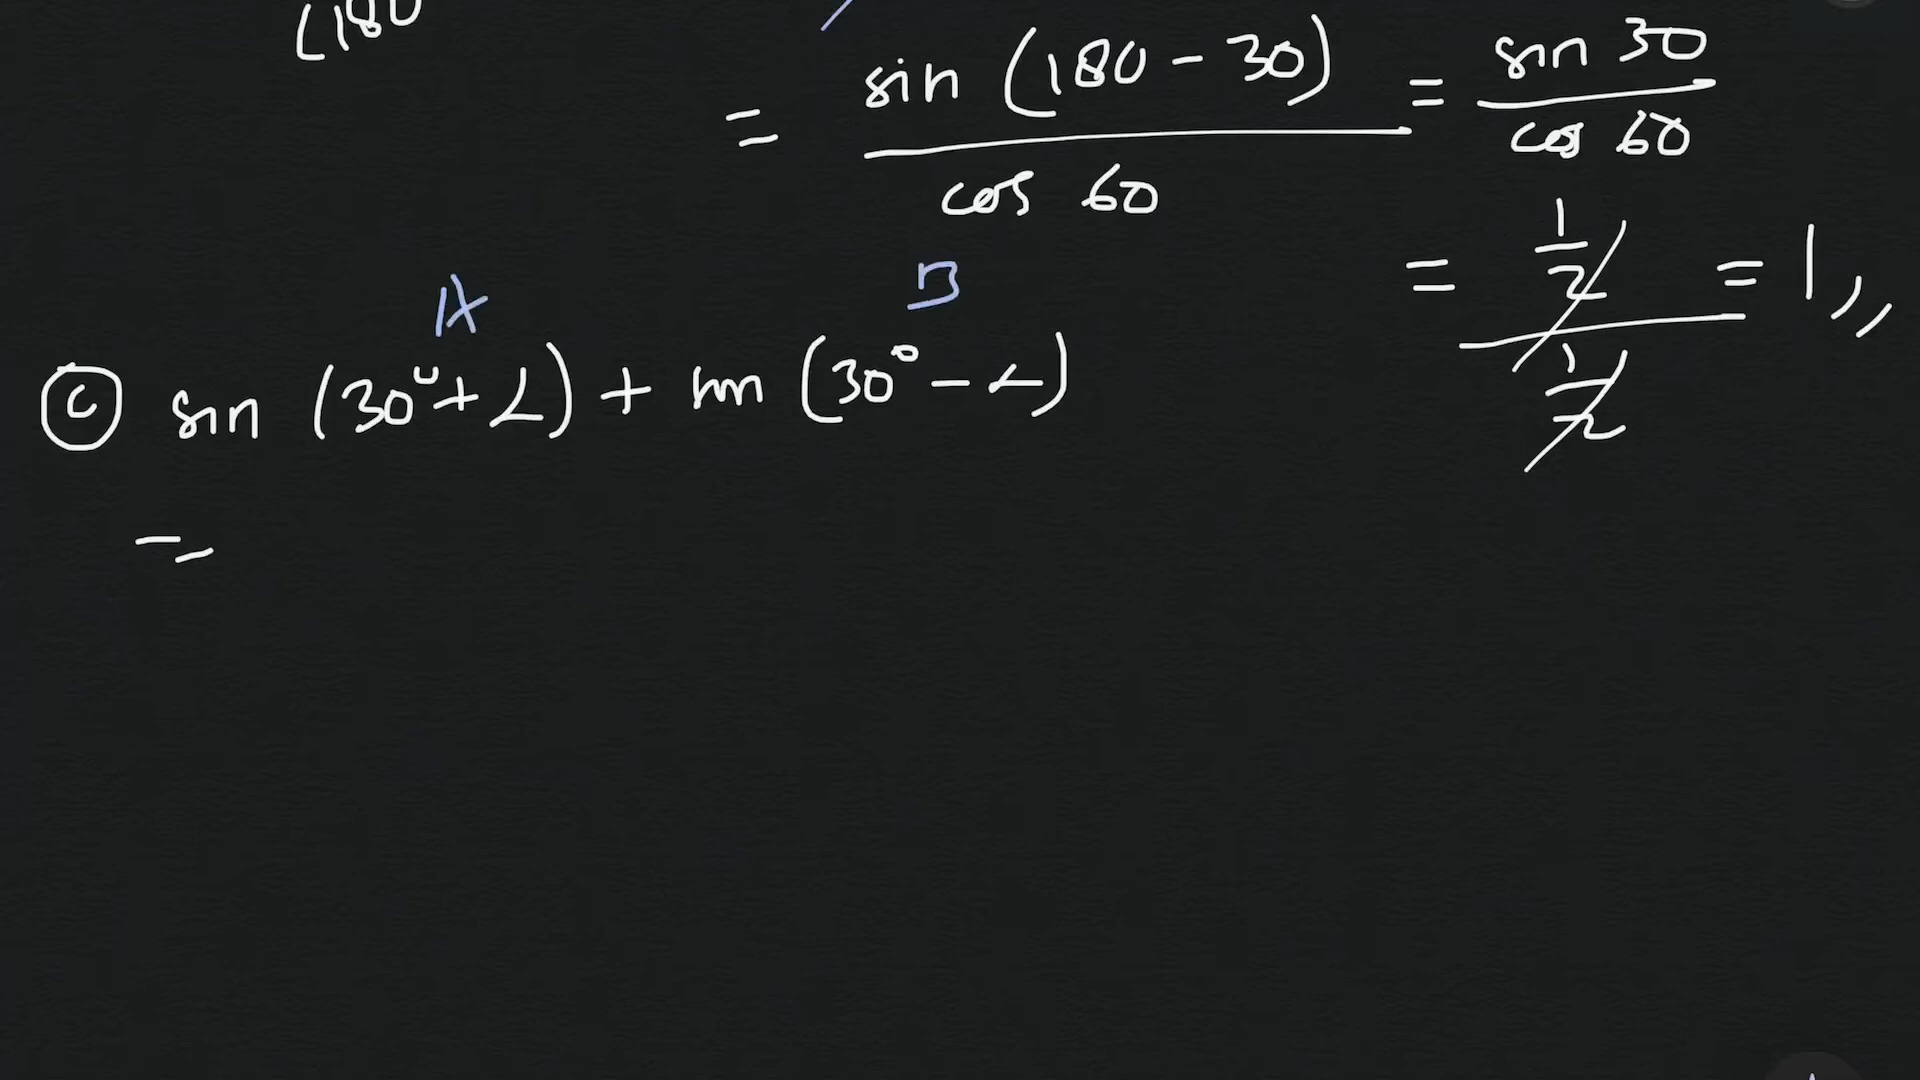 (180
= sin (180 - 30) / cos 60 = sin 30 / cos 60
= 1/2 / 1/2 = 1,,
A B
(c) sin (30° + ∠) + sin (30° - ∠)
=